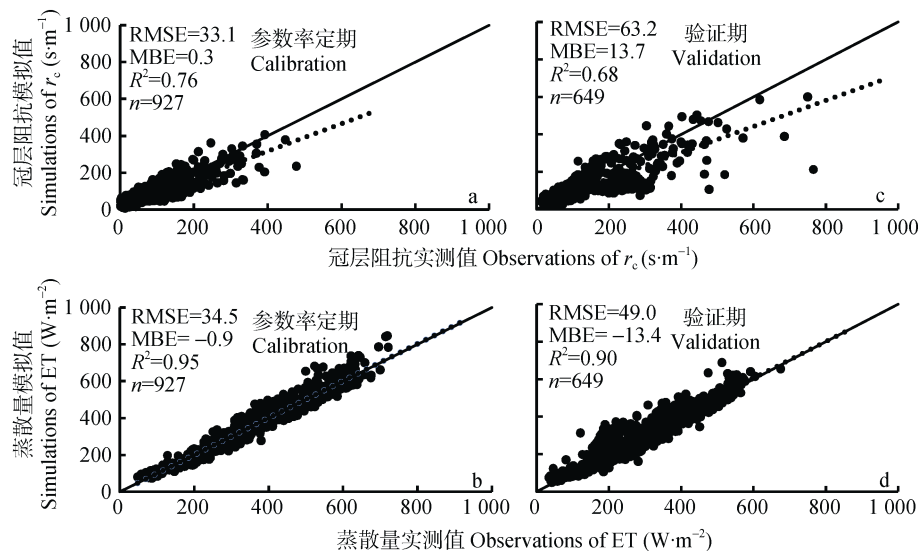 RMSE=33.1
MBE=0.3
R²=0.76
n=927
参数率定期
Calibration
a
1 000
800
600
400
200
0
0 200 400 600 800 1 000
冠层阻抗模拟值
Simulations of rc (s·m⁻¹)
RMSE=63.2
MBE=13.7
R²=0.68
n=649
验证期
Validation
c
0 200 400 600 800 1 000
冠层阻抗实测值 Observations of rc (s·m⁻¹)
RMSE=34.5
MBE= −0.9
R²=0.95
n=927
参数率定期
Calibration
b
1 000
800
600
400
200
0
0 200 400 600 800 1 000
蒸散量模拟值
Simulations of ET (W·m⁻²)
RMSE=49.0
MBE= −13.4
R²=0.90
n=649
验证期
Validation
d
0 200 400 600 800 1 000
蒸散量实测值 Observations of ET (W·m⁻²)